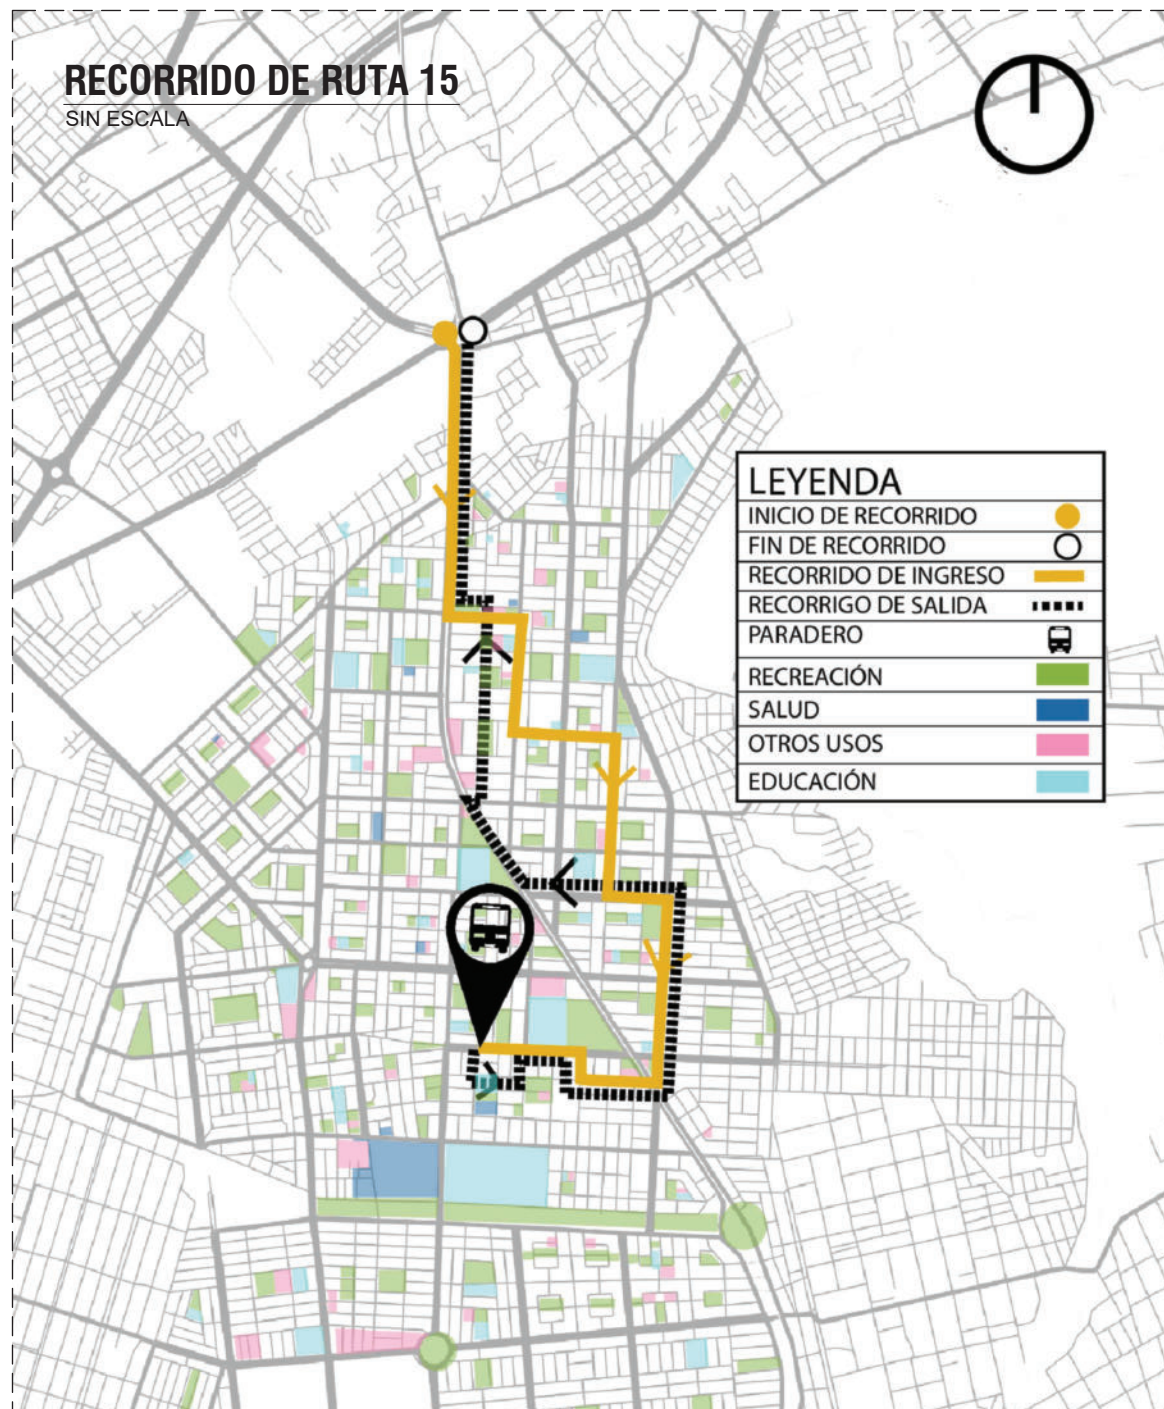 RECORRIDO DE RUTA 15
SIN ESCALA
LEYENDA
INICIO DE RECORRIDO
FIN DE RECORRIDO
RECORRIDO DE INGRESO
RECORRIGO DE SALIDA
PARADERO
RECREACIÓN
SALUD
OTROS USOS
EDUCACIÓN